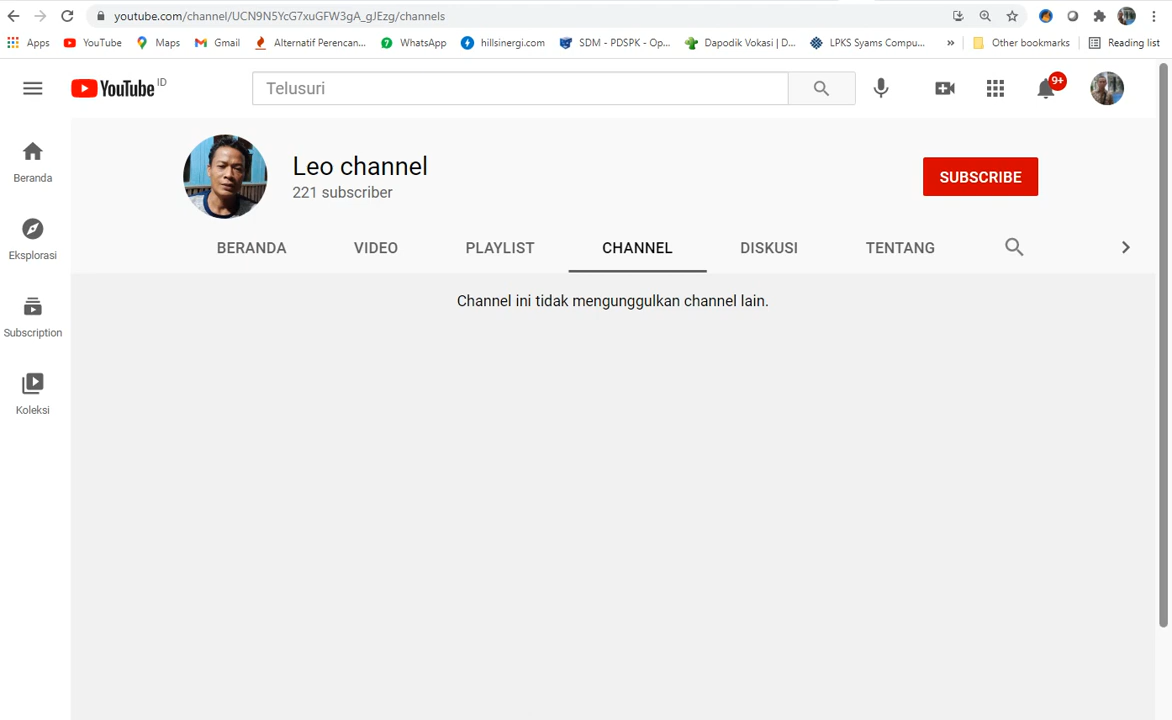 youtube.com/channel/UCN9N5YcG7xuGFW3gA_gJEzg/channels
Apps YouTube Maps Gmail Alternatif Perencan... WhatsApp hillsinergi.com SDM - PDSPK - Op... Dapodik Vokasi | D... LPKS Syams Compu... » Other bookmarks Reading list
YouTube ID Telusuri 9+
Leo channel
221 subscriber
SUBSCRIBE
BERANDA VIDEO PLAYLIST CHANNEL DISKUSI TENTANG
Channel ini tidak mengunggulkan channel lain.
Beranda
Eksplorasi
Subscription
Koleksi